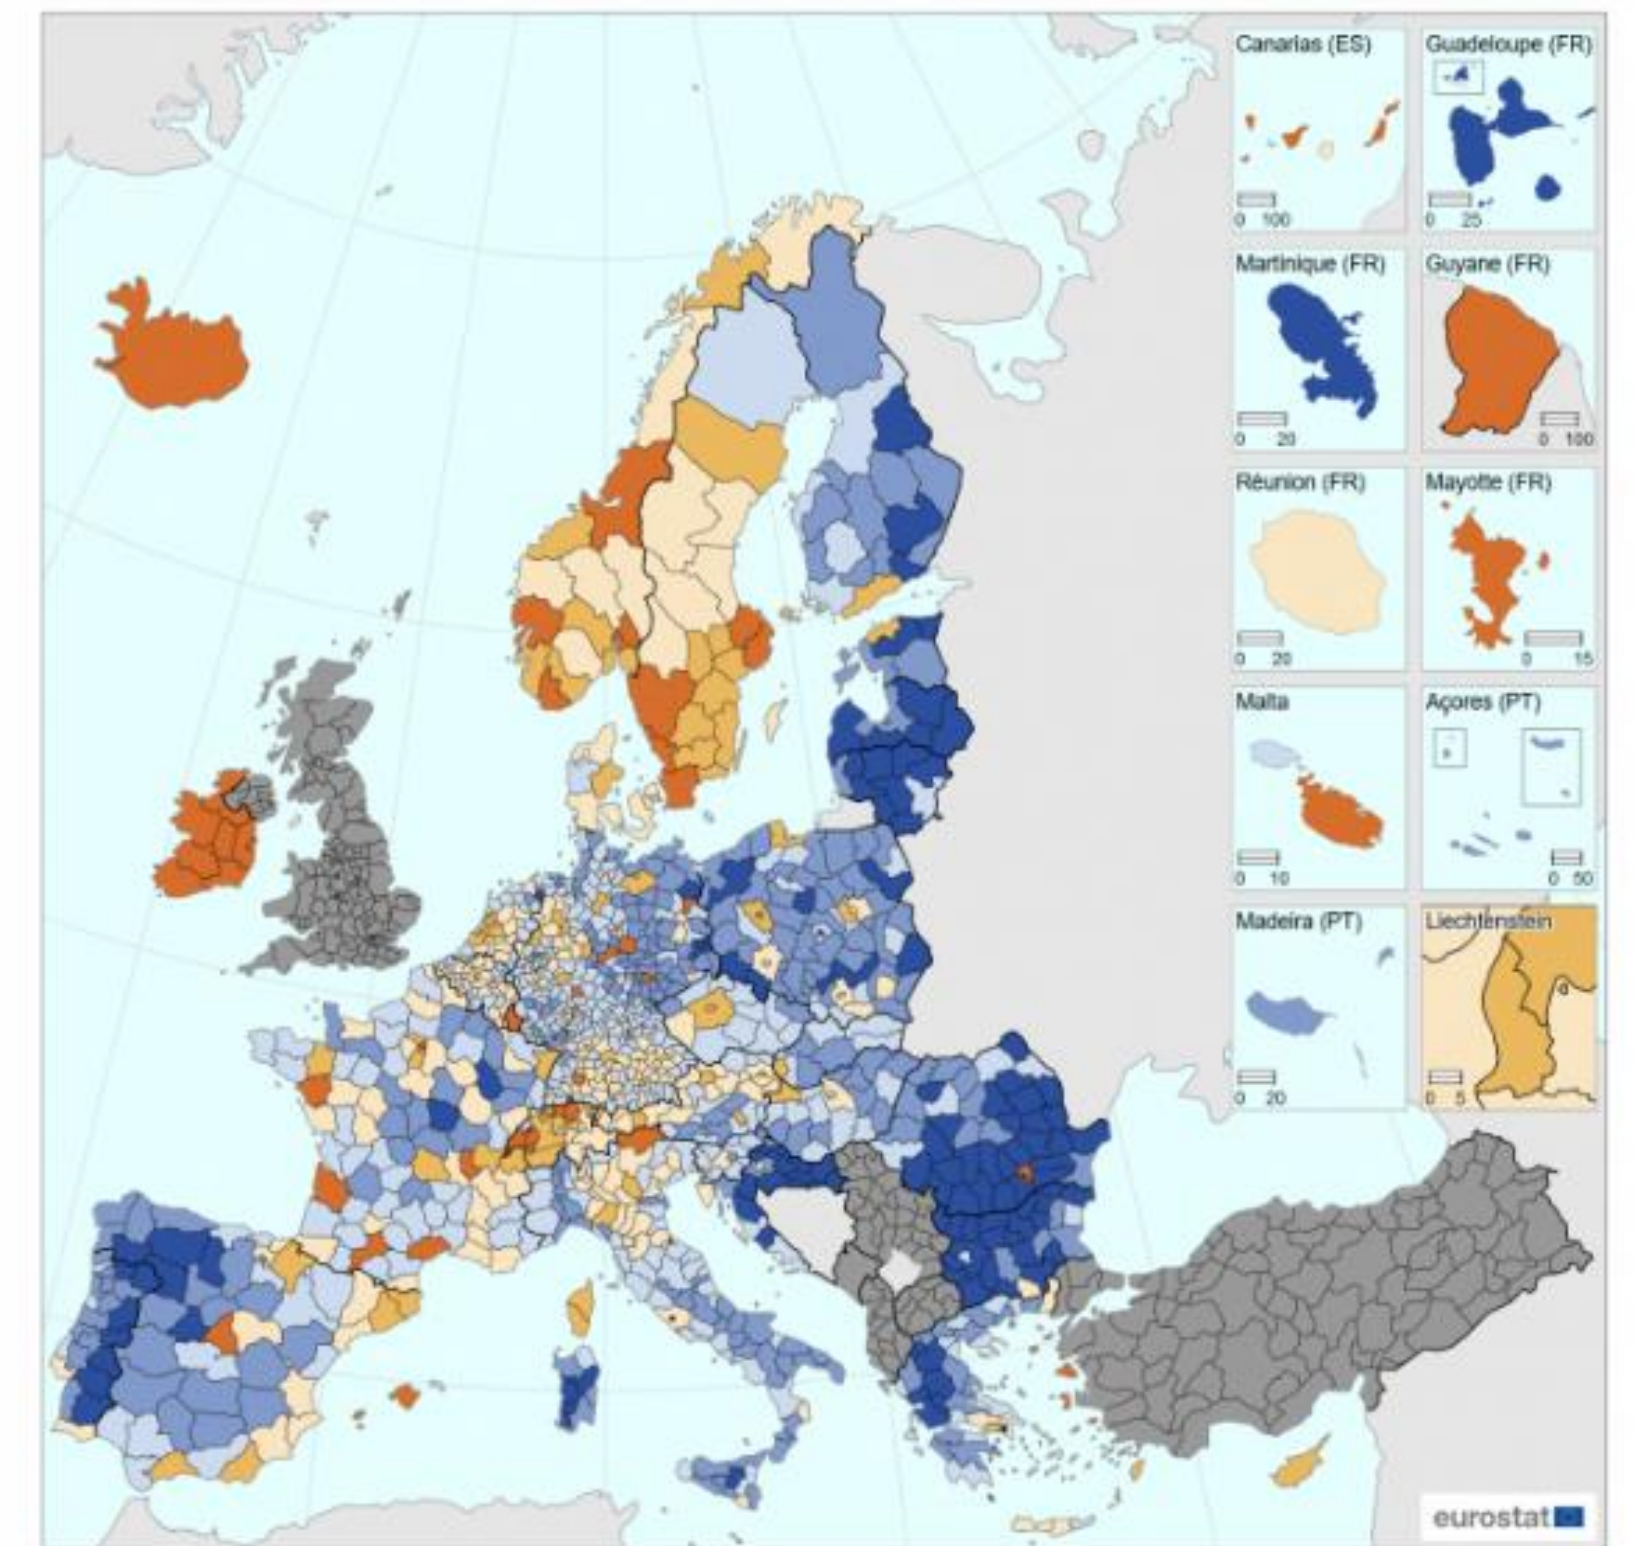 Canarias (ES)
0 100
Guadeloupe (FR)
0 25
Martinique (FR)
0 20
Guyane (FR)
0 100
Réunion (FR)
0 20
Mayotte (FR)
0 15
Malta
0 10
Açores (PT)
0 50
Madeira (PT)
0 20
Liechtenstein
0 5
eurostat